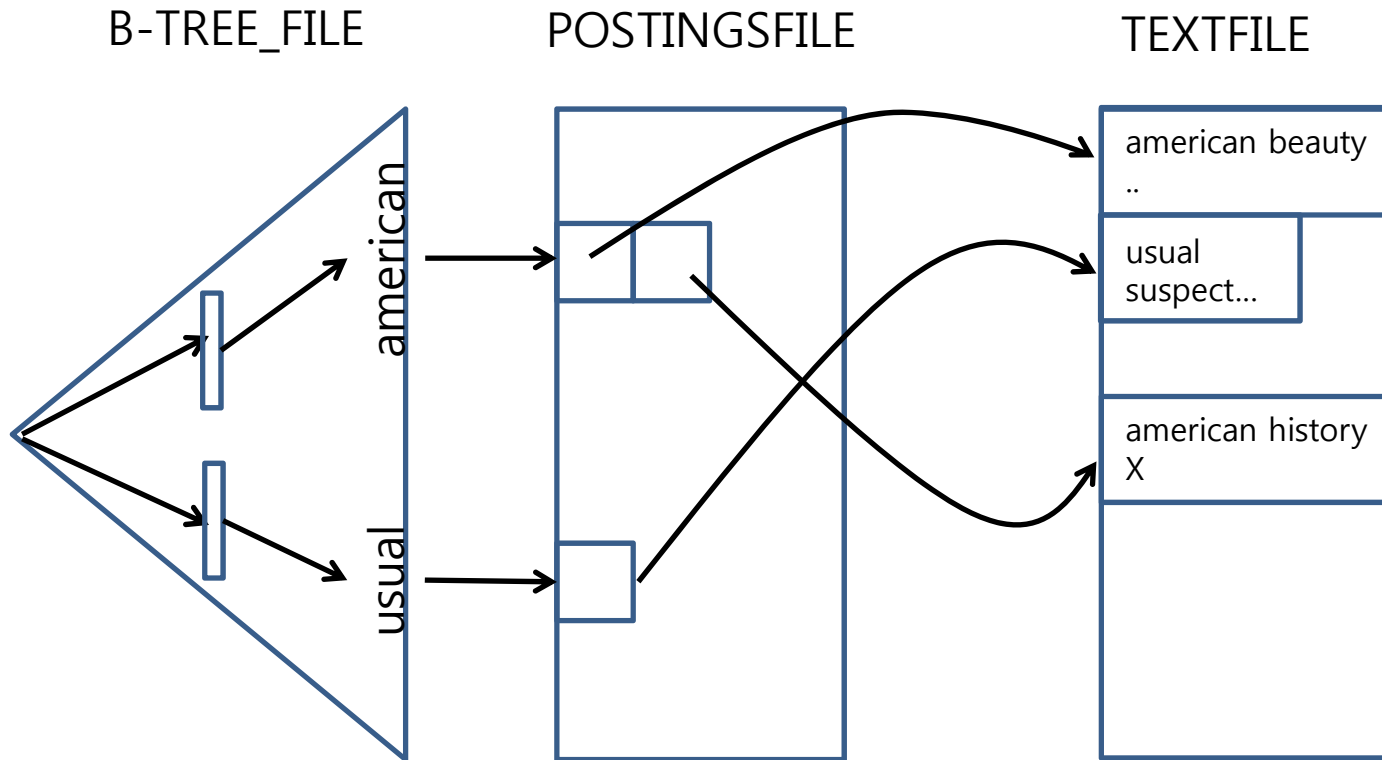 B-TREE_FILE
POSTINGSFILE
TEXTFILE
american
usual
american beauty
..
usual
suspect...
american history
X